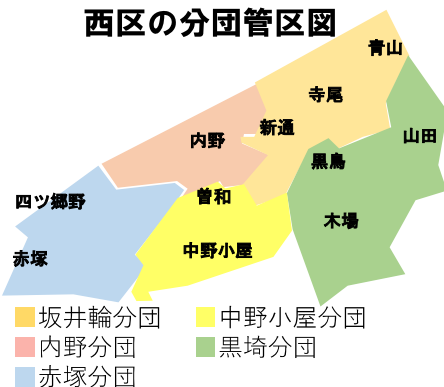 西区の分団管区図
青山
寺尾
新通
山田
内野
黒鳥
曽和
四ツ郷野
木場
中野小屋
赤塚
坂井輪分団
中野小屋分団
内野分団
黒埼分団
赤塚分団